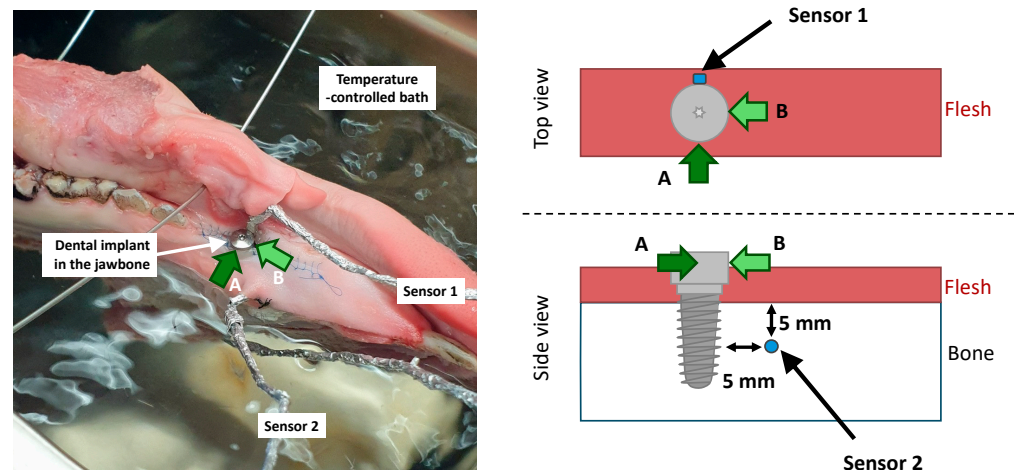 Temperature
-controlled bath
Dental implant
in the jawbone
A
B
Sensor 1
Sensor 2
Top view
Sensor 1
B
A
Flesh
Side view
A
B
Flesh
5 mm
5 mm
Bone
Sensor 2